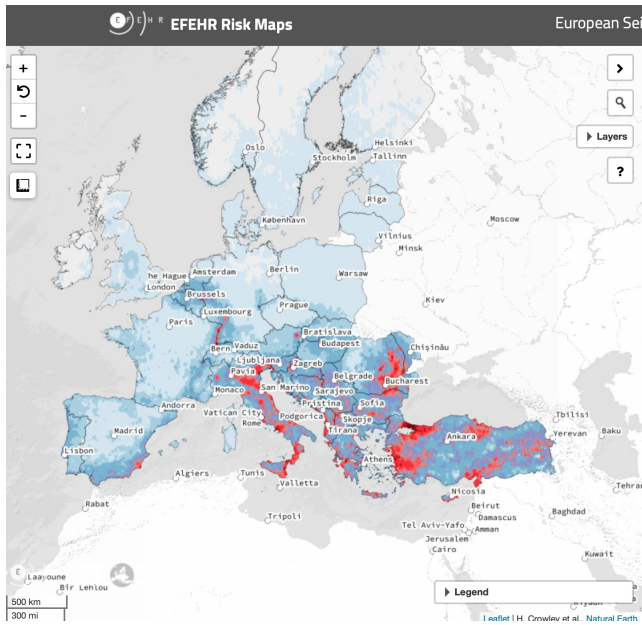 EFEHR EFEHR Risk Maps
European Sei
+
-
Layers
?
Oslo
Helsinki
Stockholm
Tallinn
Riga
København
Moscow
Vilnius
Minsk
he Hague
Amsterdam
Berlin
London
Warsaw
Brussels
Luxembourg
Prague
Kiev
Paris
Bratislava
Bern
Vaduz
Budapest
Chișinău
Ljubljana
Zagreb
Pavia
Belgrade
Bucharest
Monaco
San Marino
Sarajevo
Andorra
Pristina
Sofia
Vatican City
Podgorica
Skopje
Tbilisi
Madrid
Rome
Tirana
Ankara
Yerevan
Baku
Lisbon
Athens
Algiers
Tunis
Tehran
Valletta
Nicosia
Rabat
Beirut
Baghdad
Tripoli
Damascus
Tel Aviv-Yafo
Amman
Jerusalem
Cairo
Kuwait
E
Laayoune
Bir Lehlou
Legend
500 km
300 mi
Riyadh
Leaflet | H. Crowley et al., Natural Earth